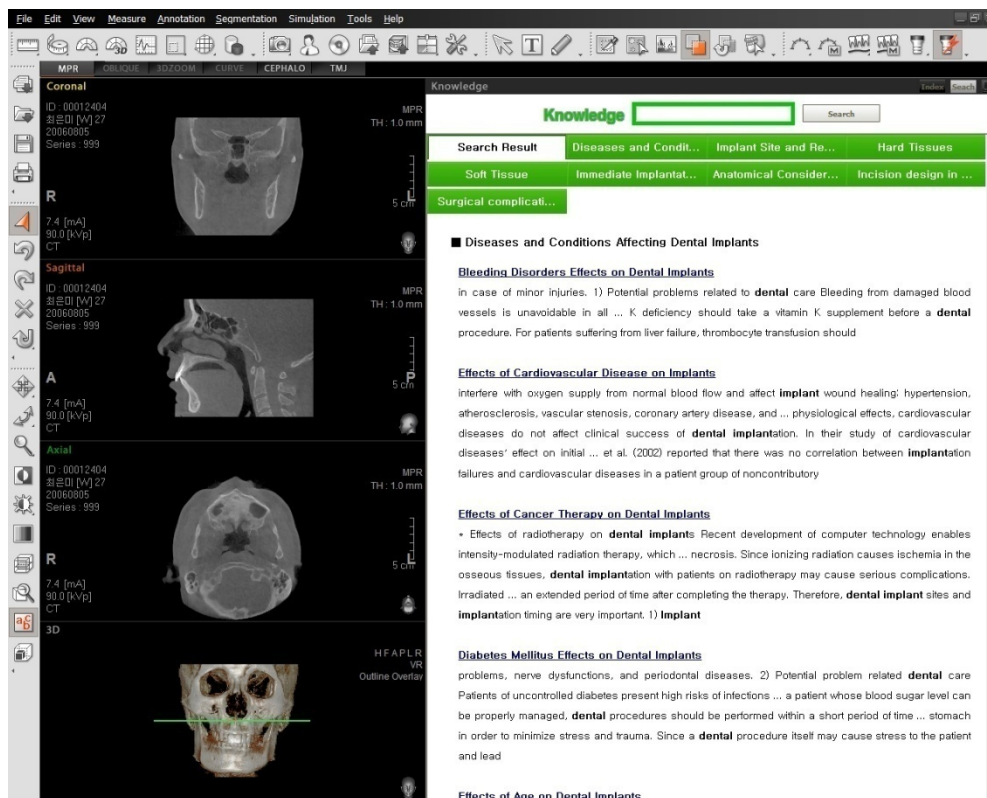 File Edit View Measure Annotation Segmentation Simulation Tools Help
MPR OBLIQUE 3DZOOM CURVE CEPHALO TMJ
Coronal
ID : 00012404
최은미 [W] 27
20060805
Series : 999
MPR
TH : 1.0 mm
R
L
5 cm
7.4 [mA]
90.0 [kVp]
CT
Sagittal
ID : 00012404
최은미 [W] 27
20060805
Series : 999
MPR
TH : 1.0 mm
A
P
5 cm
7.4 [mA]
90.0 [kVp]
CT
Axial
ID : 00012404
최은미 [W] 27
20060805
Series : 999
MPR
TH : 1.0 mm
R
L
5 cm
7.4 [mA]
90.0 [kVp]
CT
3D
H F A P L R
VR
Outline Overlay
Knowledge
Index Seach
Knowledge Search
Search Result Diseases and Condit... Implant Site and Re... Hard Tissues
Soft Tissue Immediate Implantat... Anatomical Consider... Incision design in ...
Surgical complicati...
■ Diseases and Conditions Affecting Dental Implants
Bleeding Disorders Effects on Dental Implants
in case of minor injuries. 1) Potential problems related to dental care Bleeding from damaged blood
vessels is unavoidable in all ... K deficiency should take a vitamin K supplement before a dental
procedure. For patients suffering from liver failure, thrombocyte transfusion should
Effects of Cardiovascular Disease on Implants
interfere with oxygen supply from normal blood flow and affect implant wound healing: hypertension,
atherosclerosis, vascular stenosis, coronary artery disease, and ... physiological effects, cardiovascular
diseases do not affect clinical success of dental implantation. In their study of cardiovascular
diseases' effect on initial ... et al. (2002) reported that there was no correlation between implantation
failures and cardiovascular diseases in a patient group of noncontributory
Effects of Cancer Therapy on Dental Implants
• Effects of radiotherapy on dental implants Recent development of computer technology enables
intensity-modulated radiation therapy, which ... necrosis. Since ionizing radiation causes ischemia in the
osseous tissues, dental implantation with patients on radiotherapy may cause serious complications.
Irradiated ... an extended period of time after completing the therapy. Therefore, dental implant sites and
implantation timing are very important. 1) Implant
Diabetes Mellitus Effects on Dental Implants
problems, nerve dysfunctions, and periodontal diseases. 2) Potential problem related dental care
Patients of uncontrolled diabetes present high risks of infections ... a patient whose blood sugar level can
be properly managed, dental procedures should be performed within a short period of time ... stomach
in order to minimize stress and trauma. Since a dental procedure itself may cause stress to the patient
and lead
Effects of Age on Dental Implants